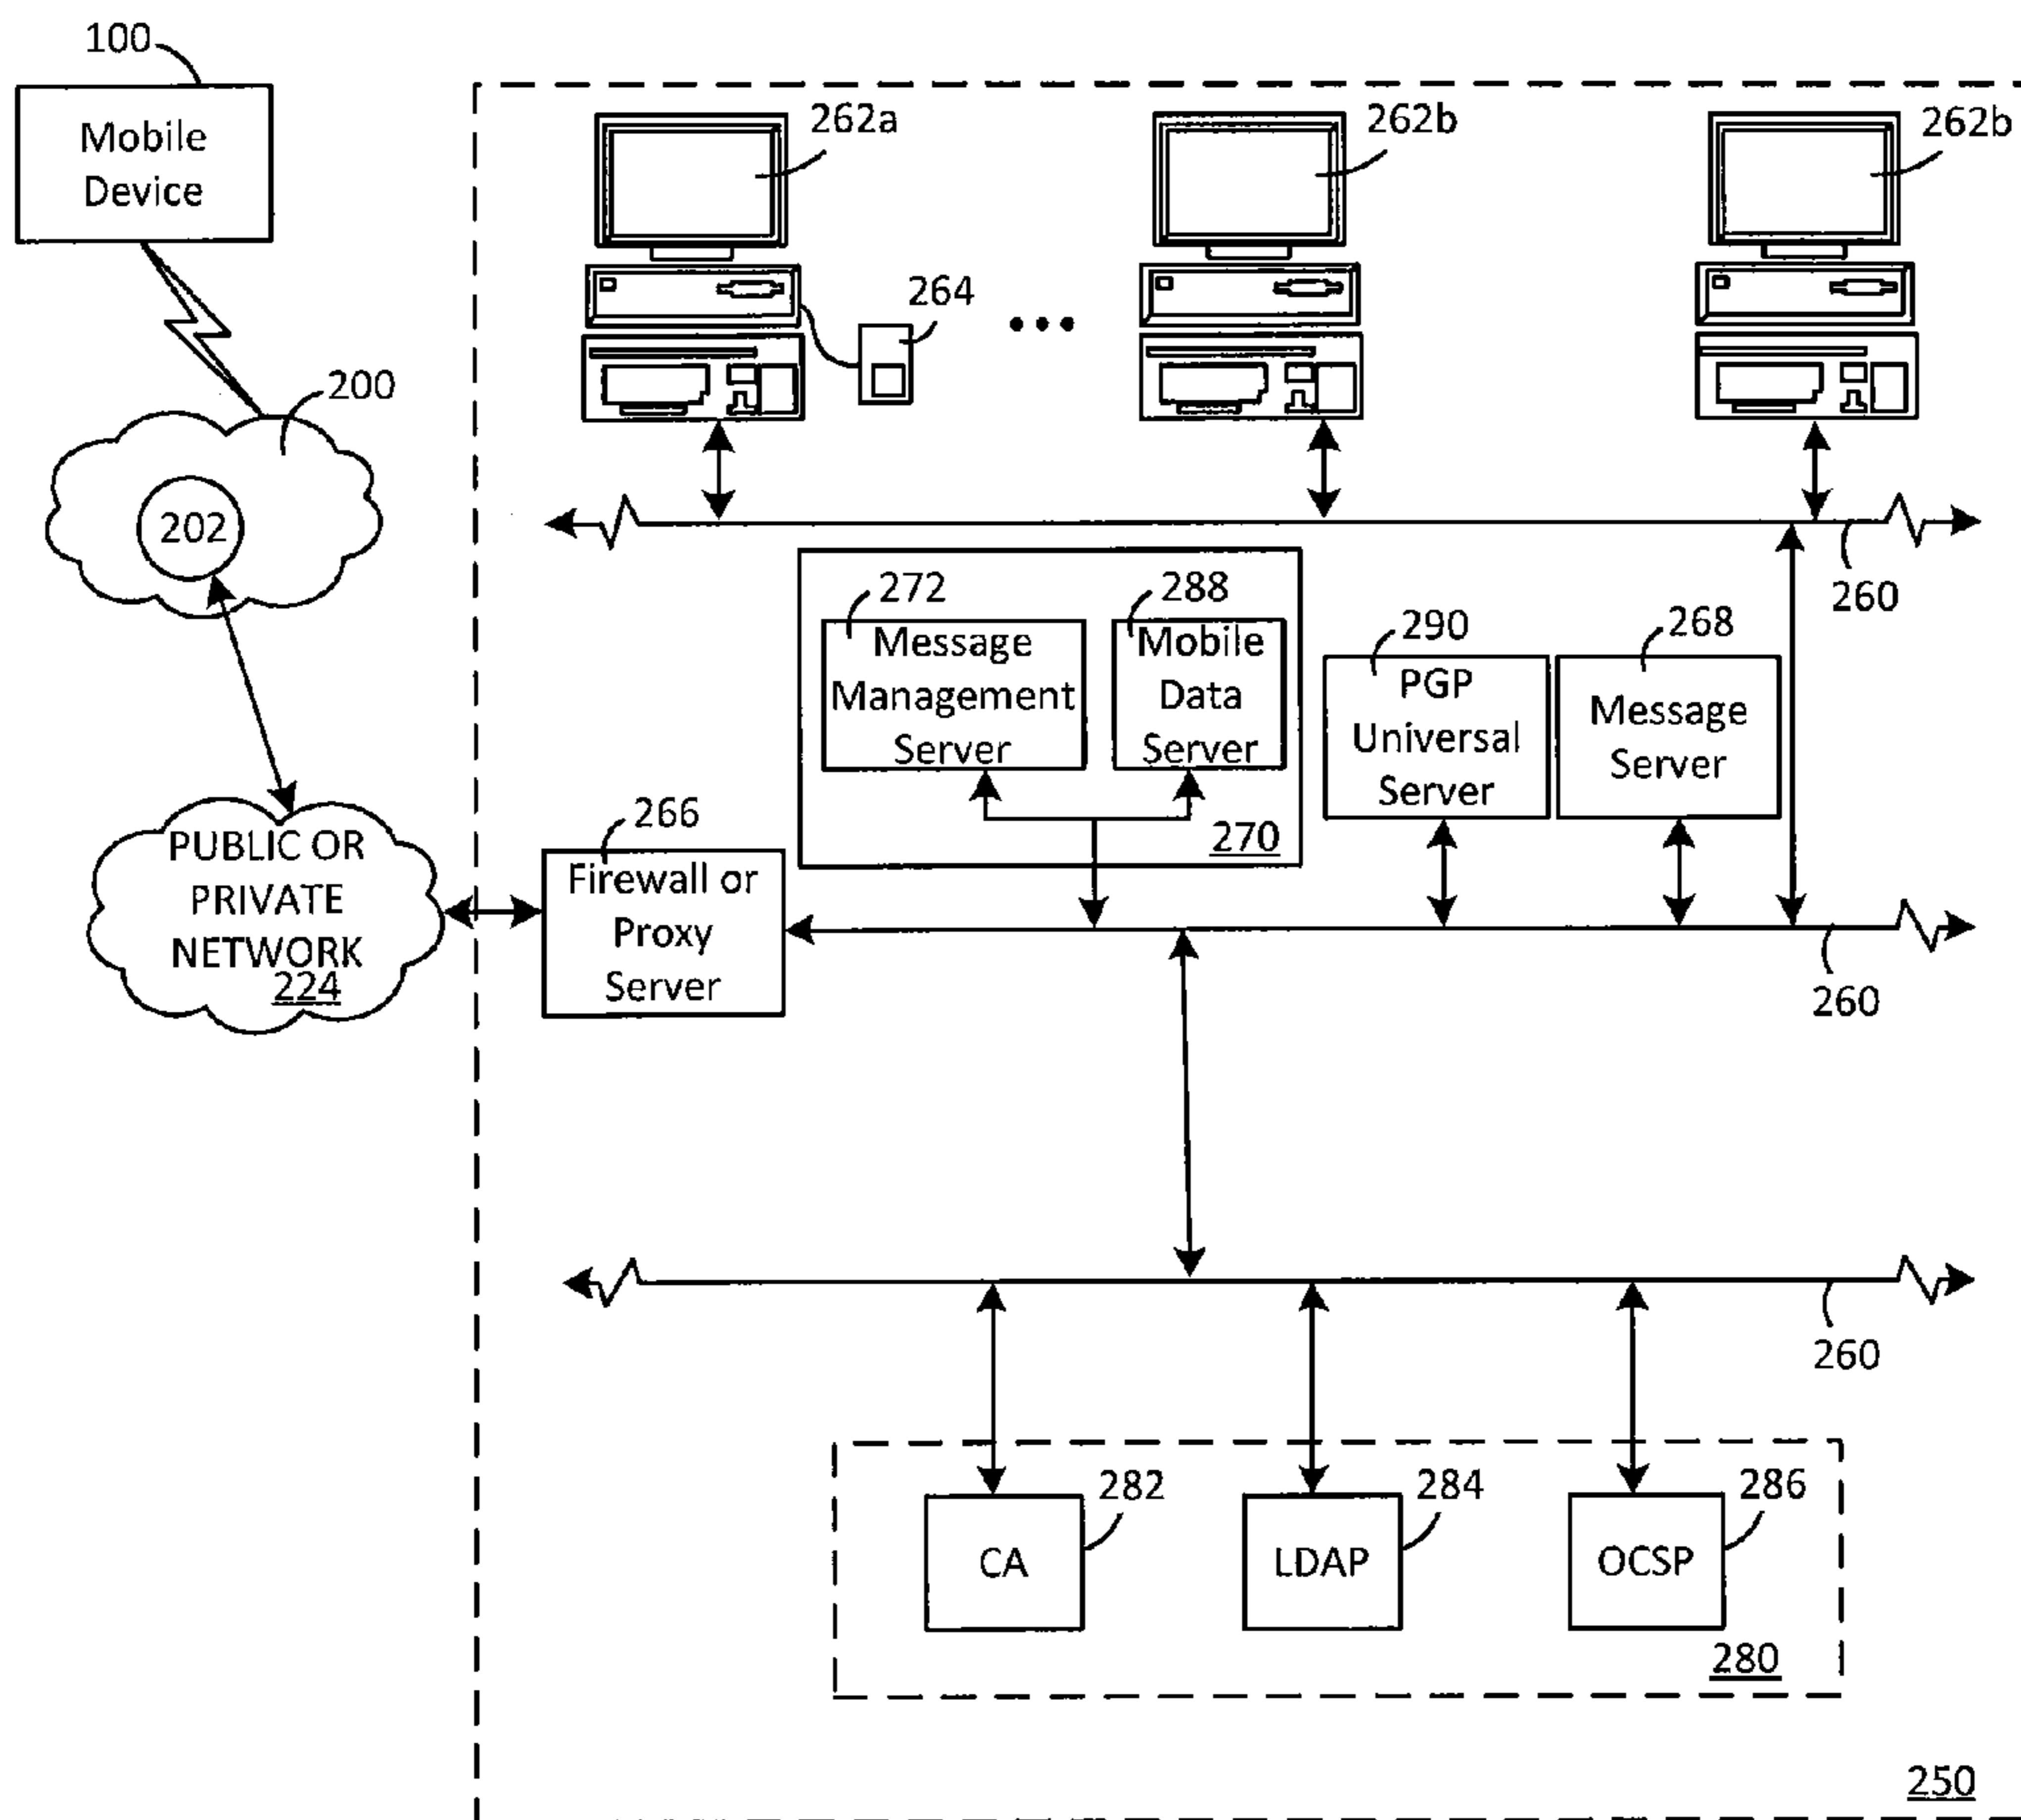 100
Mobile
Device
262a
262b
262b
264
200
202
260
272
Message
Management
Server
288
Mobile
Data
Server
270
290
PGP
Universal
Server
268
Message
Server
PUBLIC OR
PRIVATE
NETWORK
224
266
Firewall or
Proxy
Server
260
260
282
CA
284
LDAP
286
OCSP
280
250